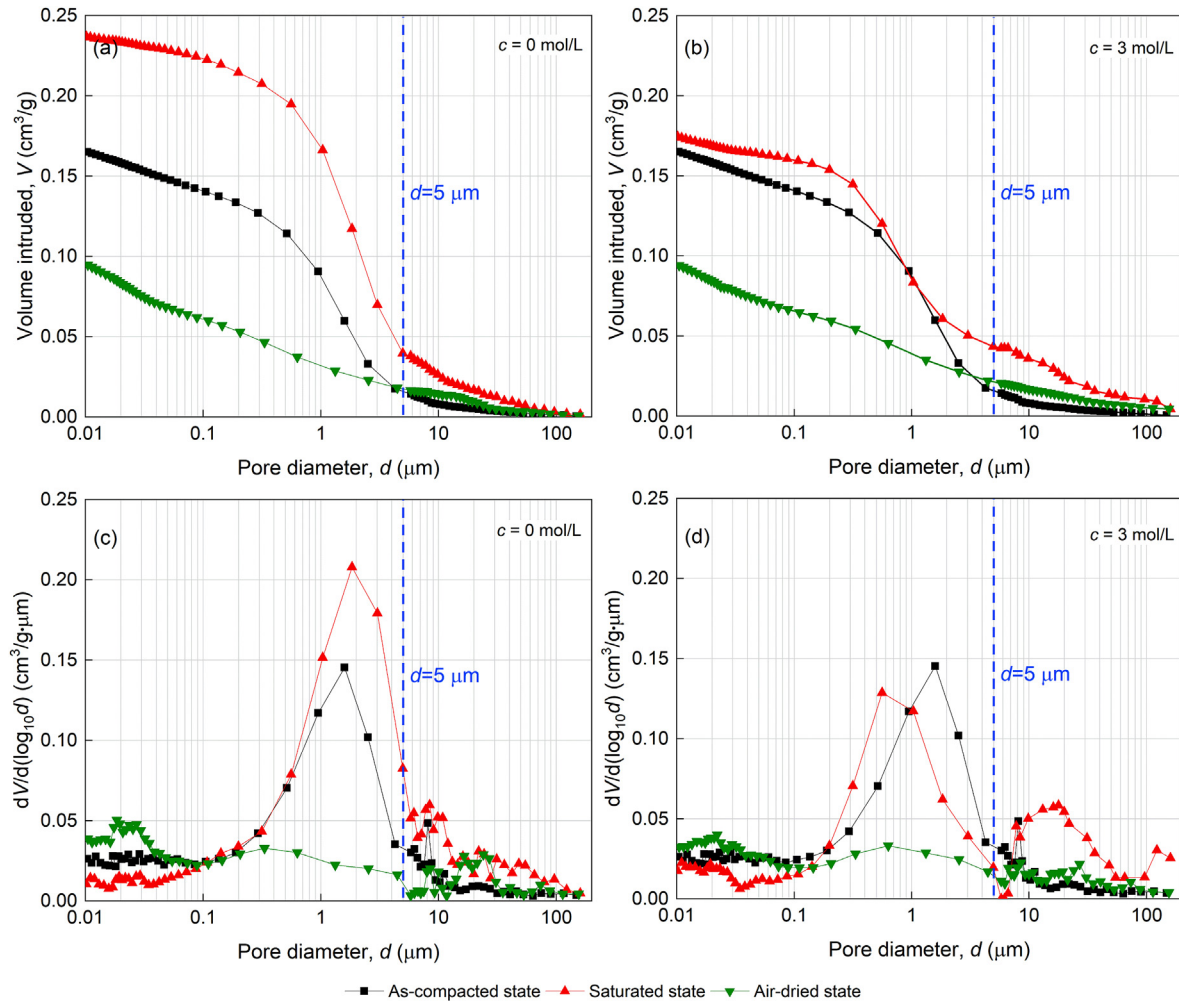 (a)
c = 0 mol/L
d=5 μm
0.25
0.20
0.15
0.10
0.05
0.00
Volume intruded, V (cm³/g)
0.01 0.1 1 10 100
Pore diameter, d (μm)
(b)
c = 3 mol/L
d=5 μm
0.25
0.20
0.15
0.10
0.05
0.00
Volume intruded, V (cm³/g)
0.01 0.1 1 10 100
Pore diameter, d (μm)
(c)
c = 0 mol/L
d=5 μm
0.25
0.20
0.15
0.10
0.05
0.00
dV/d(log₁₀d) (cm³/g·μm)
0.01 0.1 1 10 100
Pore diameter, d (μm)
(d)
c = 3 mol/L
d=5 μm
0.25
0.20
0.15
0.10
0.05
0.00
dV/d(log₁₀d) (cm³/g·μm)
0.01 0.1 1 10 100
Pore diameter, d (μm)
As-compacted state Saturated state Air-dried state